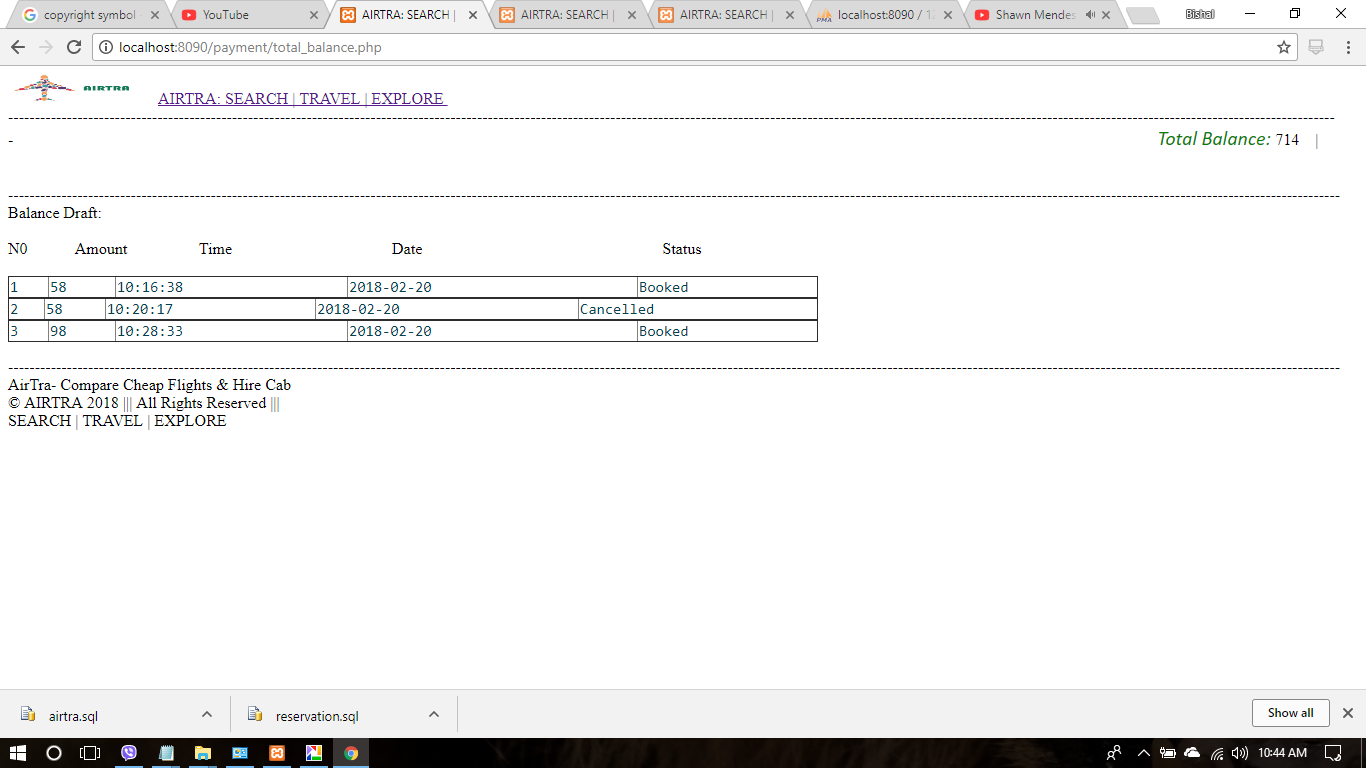 copyright symbol
YouTube
AIRTRA: SEARCH |
AIRTRA: SEARCH |
AIRTRA: SEARCH |
localhost:8090 / 12
Shawn Mendes
Bishal
localhost:8090/payment/total_balance.php
AIRTRA
AIRTRA: SEARCH | TRAVEL | EXPLORE
-
Total Balance: 714 |
Balance Draft:
N0 Amount Time Date Status
1 58 10:16:38 2018-02-20 Booked
2 58 10:20:17 2018-02-20 Cancelled
3 98 10:28:33 2018-02-20 Booked
AirTra- Compare Cheap Flights & Hire Cab
© AIRTRA 2018 ||| All Rights Reserved |||
SEARCH | TRAVEL | EXPLORE
airtra.sql
reservation.sql
Show all
10:44 AM